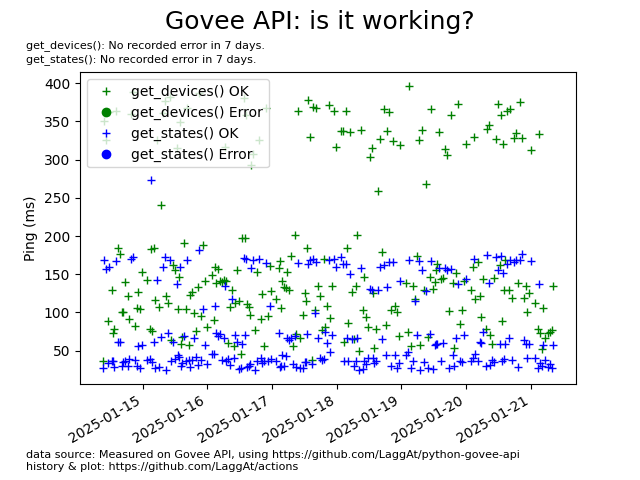 Govee API: is it working?
get_devices(): No recorded error in 7 days.
get_states(): No recorded error in 7 days.
400
350
300
250
200
150
100
50
Ping (ms)
get_devices() OK
get_devices() Error
get_states() OK
get_states() Error
2025-01-15
2025-01-16
2025-01-17
2025-01-18
2025-01-19
2025-01-20
2025-01-21
data source: Measured on Govee API, using https://github.com/LaggAt/python-govee-api
history & plot: https://github.com/LaggAt/actions